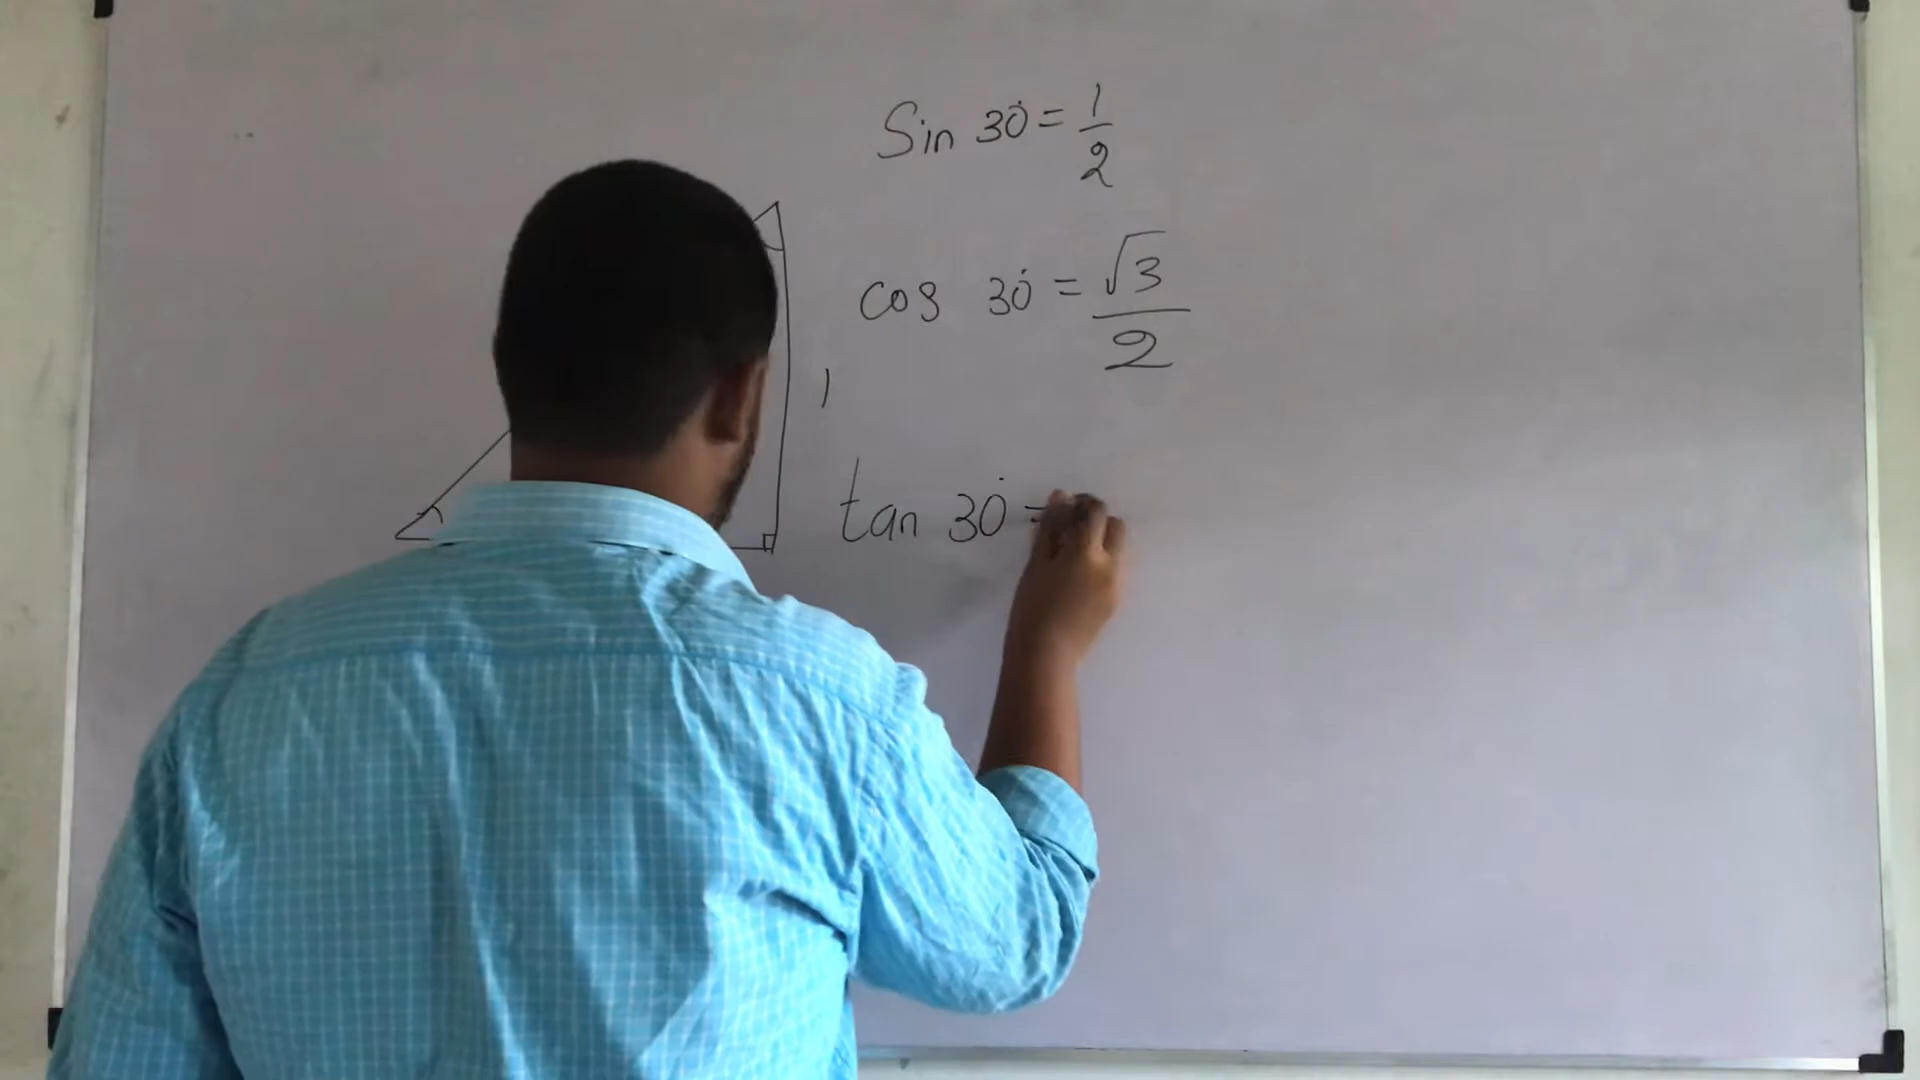 Sin 30° = 1/2
cos 30° = √3/2
1
tan 30° =